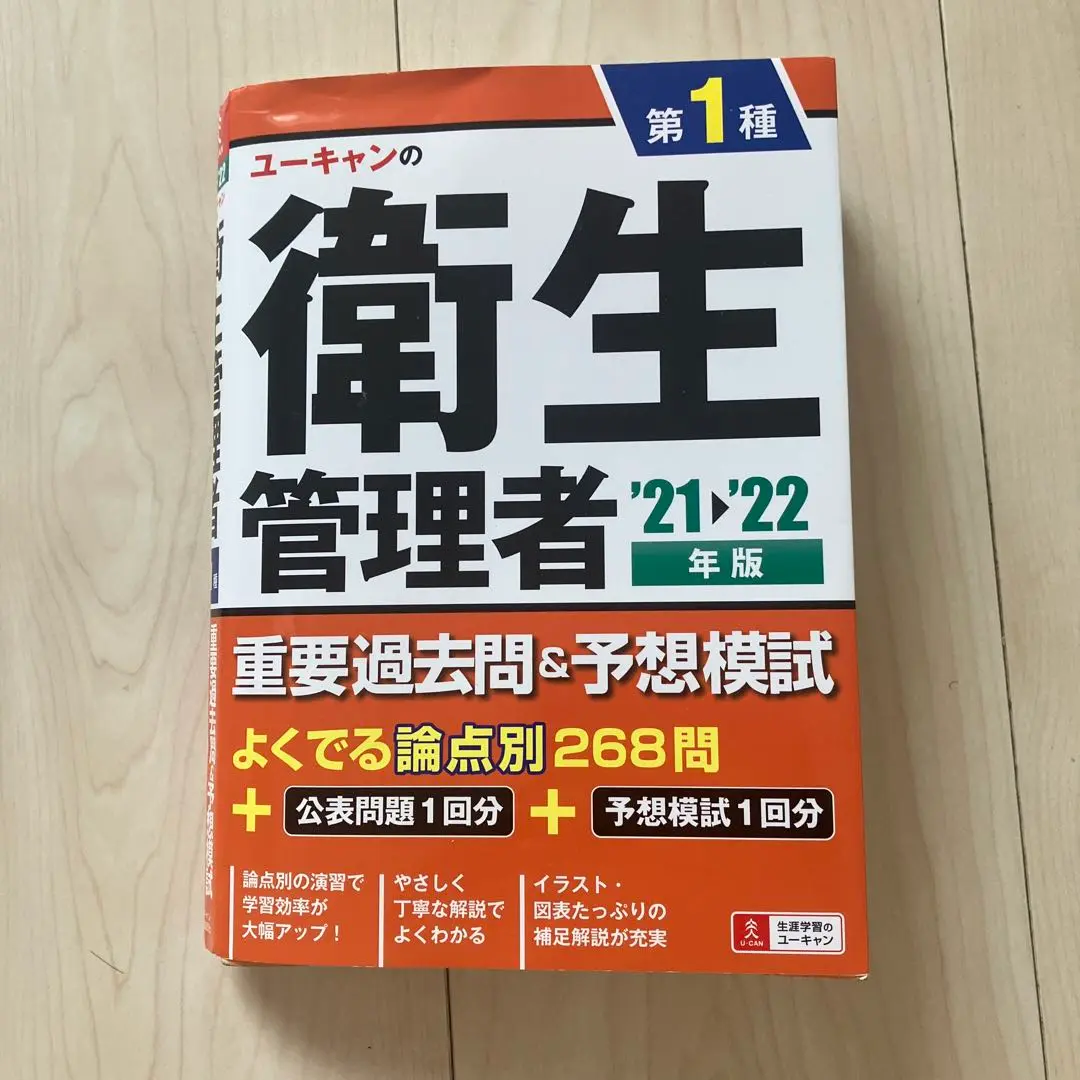 第1種
ユーキャンの
衛生
管理者
'21▶'22
年版
重要過去問&予想模試
よくでる論点別268問
+ 公表問題1回分 + 予想模試1回分
論点別の演習で
学習効率が
大幅アップ!
やさしく
丁寧な解説で
よくわかる
イラスト・
図表たっぷりの
補足解説が充実
U-CAN
生涯学習の
ユーキャン